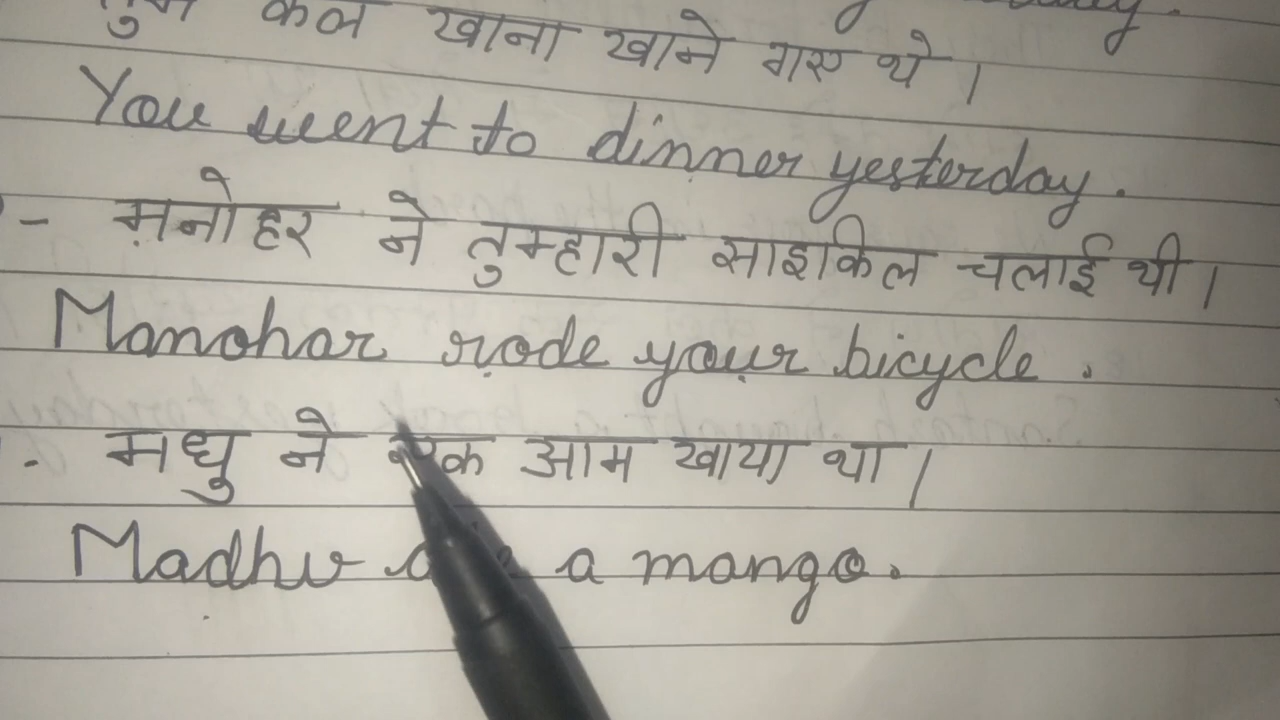 तुम कल खाना खाने गए थे।
You went to dinner yesterday.
- मनोहर ने तुम्हारी साइकिल चलाई थी।
Manohar rode your bicycle.
. मधु ने एक आम खाया था।
Madhu a mango.